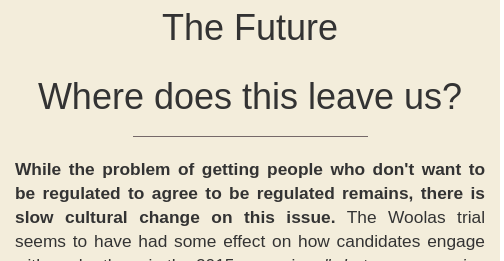 The Future
Where does this leave us?
While the problem of getting people who don't want to
be regulated to agree to be regulated remains, there is
slow cultural change on this issue. The Woolas trial
seems to have had some effect on how candidates engage